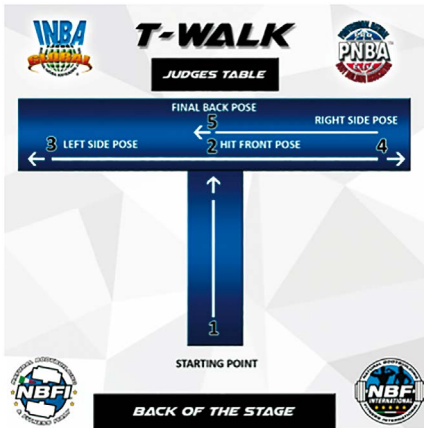 INBA
GLOBAL
T-WALK
PNBA
JUDGES TABLE
FINAL BACK POSE
5
RIGHT SIDE POSE
3 LEFT SIDE POSE
2 HIT FRONT POSE
4
1
STARTING POINT
NBFI
NBF
INTERNATIONAL
BACK OF THE STAGE